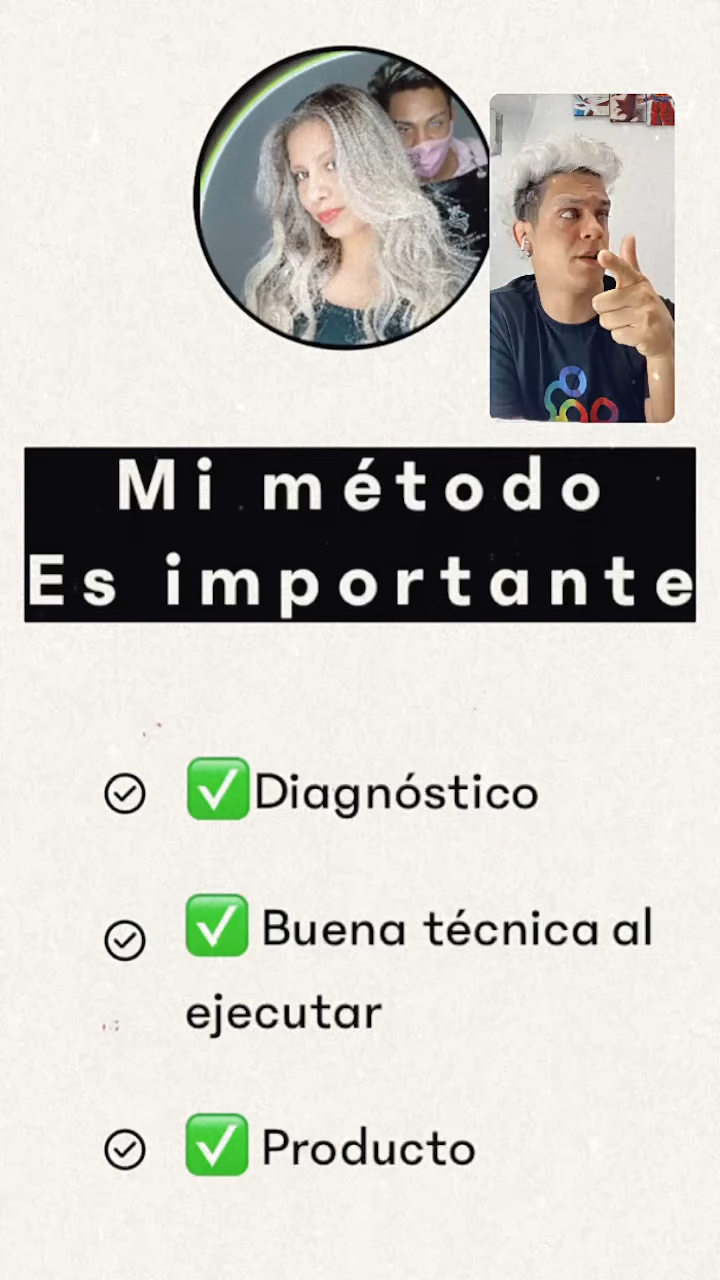 Mi método
Es importante
✅Diagnóstico
✅ Buena técnica al
ejecutar
✅ Producto